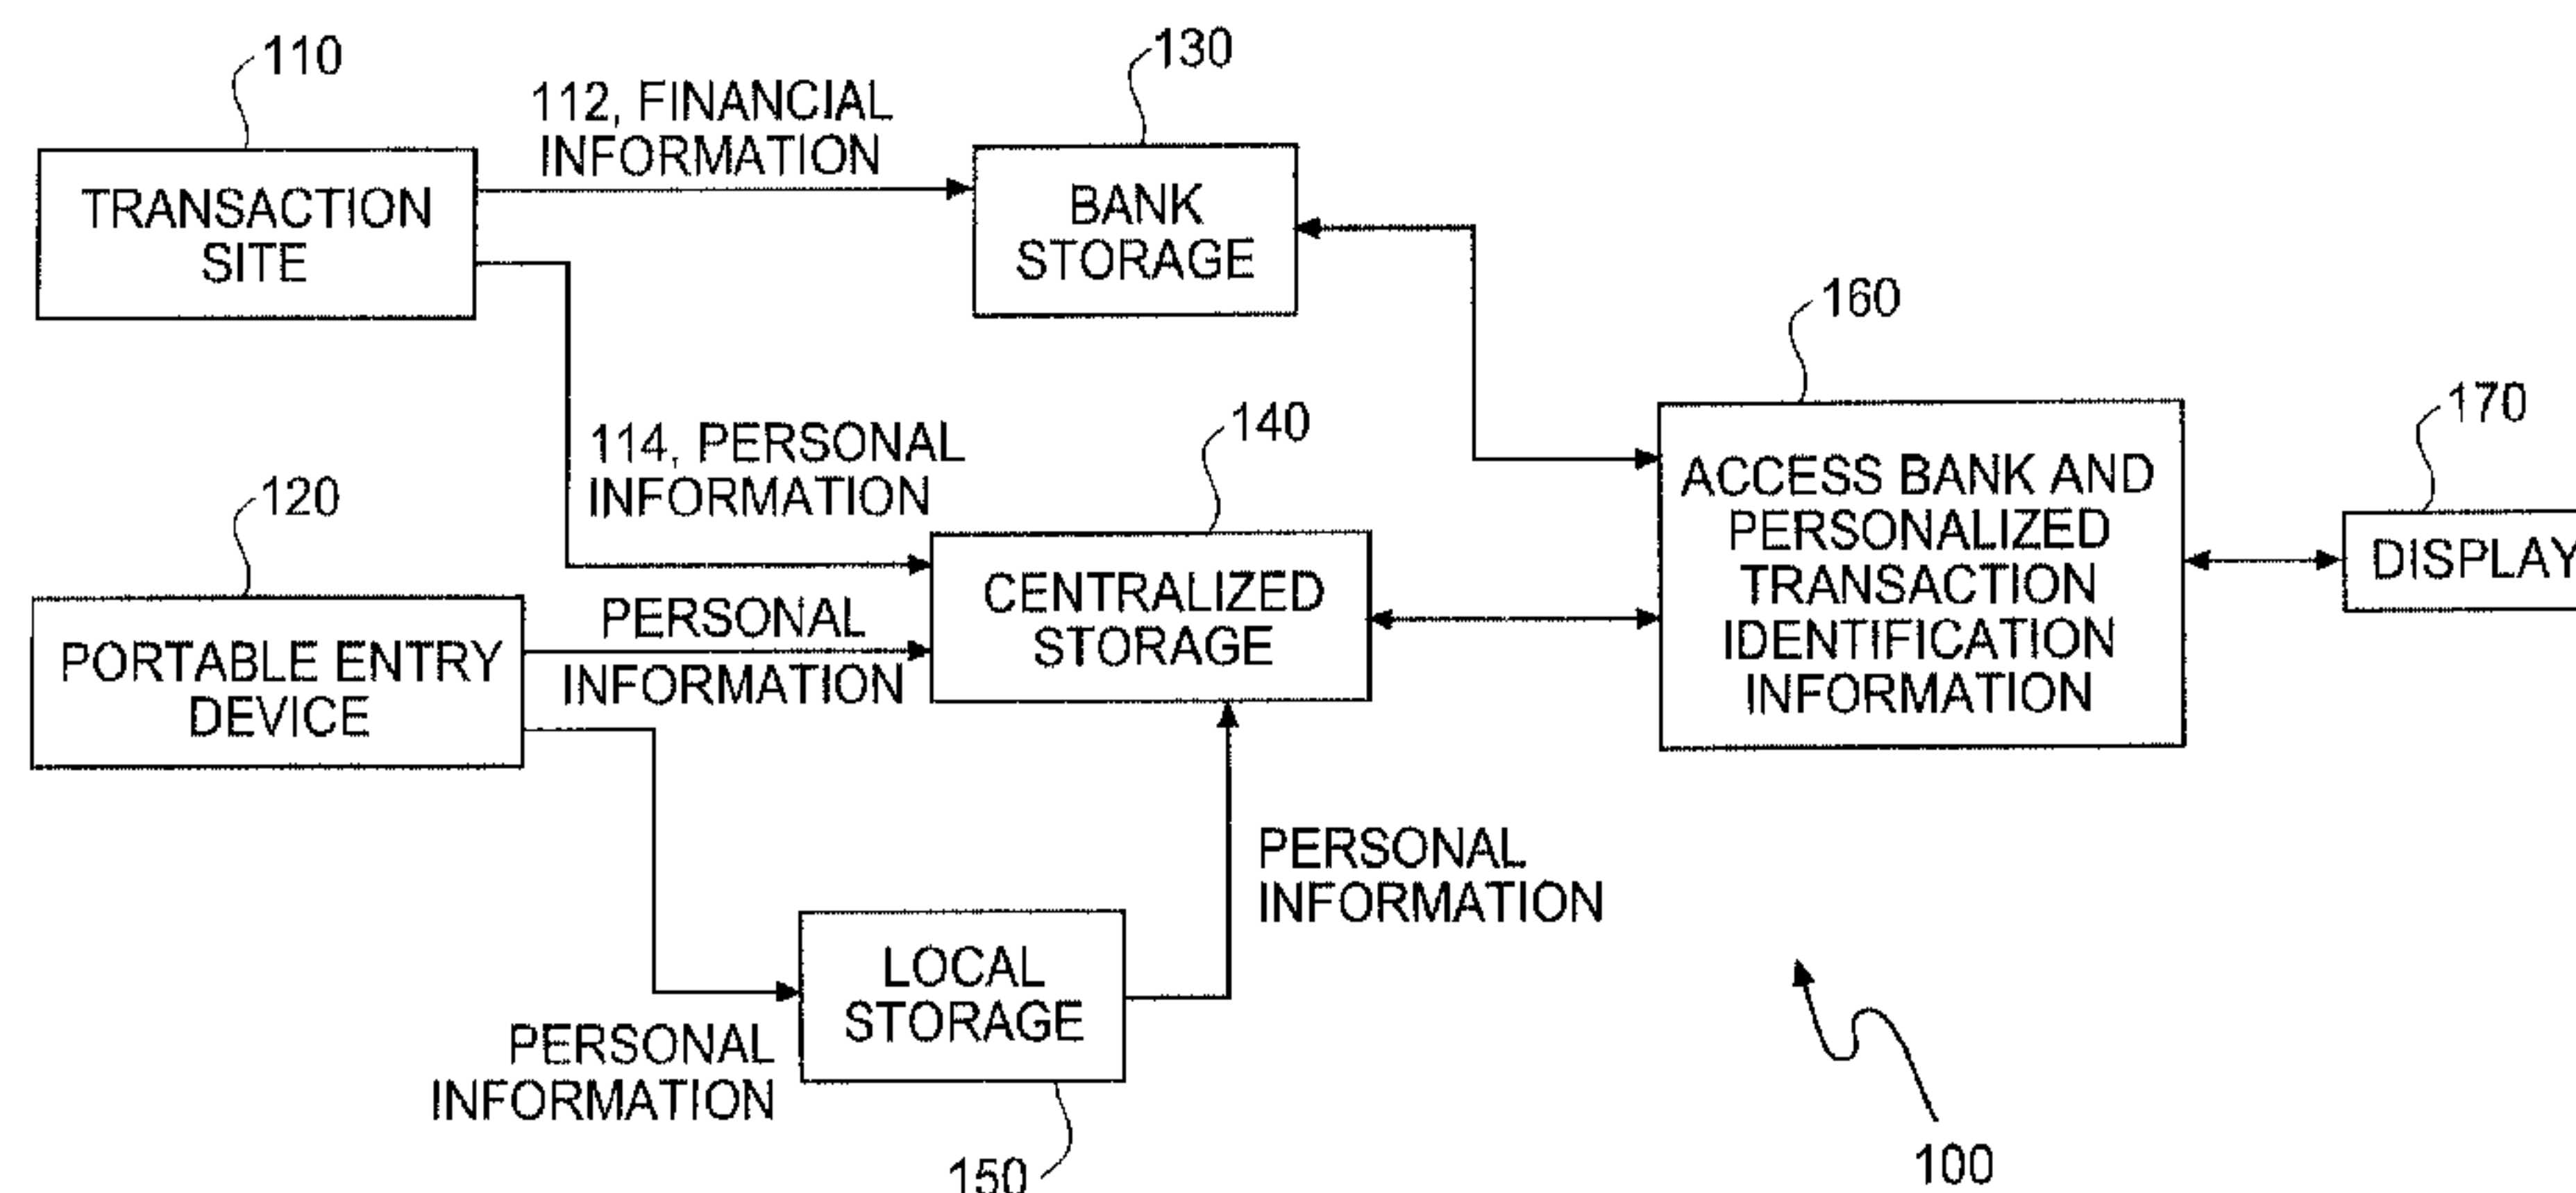 110
112, FINANCIAL
INFORMATION
130
TRANSACTION
SITE
BANK
STORAGE
160
170
114, PERSONAL
INFORMATION
140
120
ACCESS BANK AND
PERSONALIZED
TRANSACTION
IDENTIFICATION
INFORMATION
DISPLAY
CENTRALIZED
STORAGE
PERSONAL
INFORMATION
PORTABLE ENTRY
DEVICE
PERSONAL
INFORMATION
LOCAL
STORAGE
PERSONAL
INFORMATION
150
100